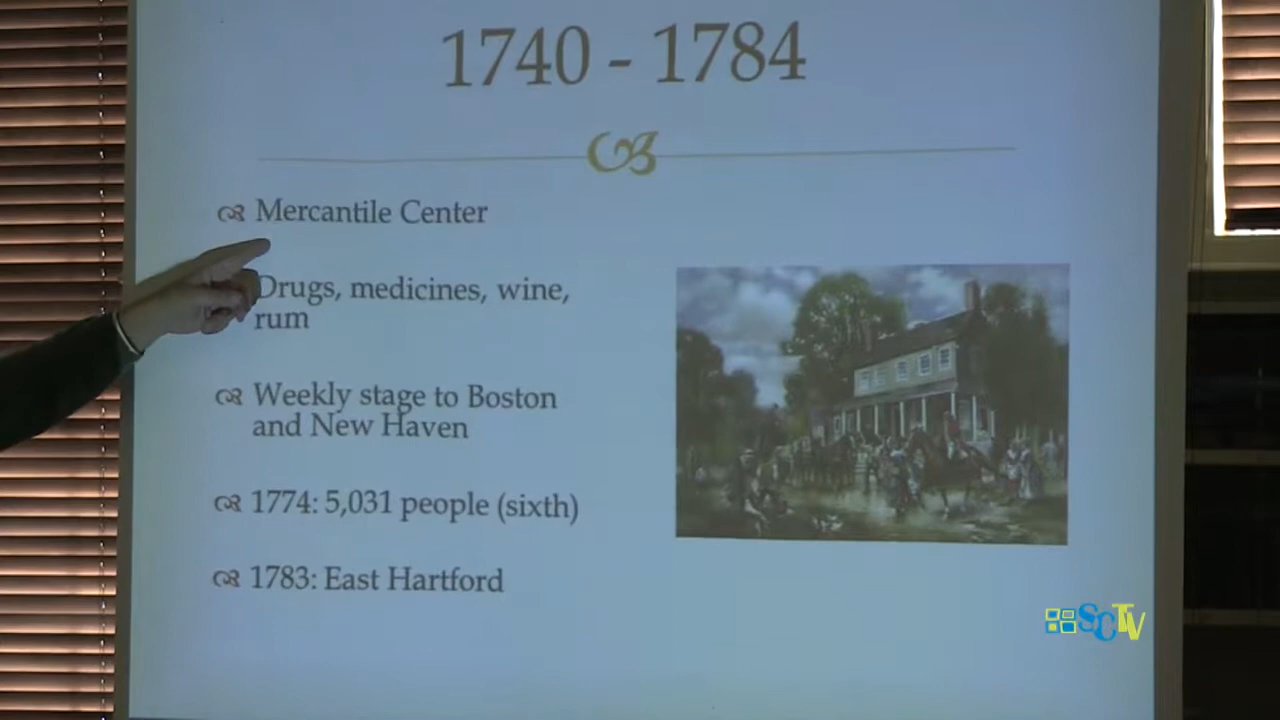 1740 - 1784
Mercantile Center
Drugs, medicines, wine,
rum
Weekly stage to Boston
and New Haven
1774: 5,031 people (sixth)
1783: East Hartford
SCTV